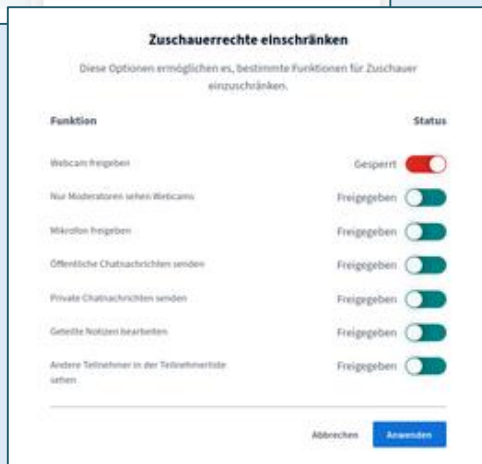 Zuschauerrechte einschränken
Diese Optionen ermöglichen es, bestimmte Funktionen für Zuschauer
einzuschränken.
Funktion Status
Webcam freigeben Gesperrt
Nur Moderatoren sehen Webcams Freigegeben
Mikrofon freigeben Freigegeben
Öffentliche Chatnachrichten senden Freigegeben
Private Chatnachrichten senden Freigegeben
Geteilte Notizen bearbeiten Freigegeben
Andere Teilnehmer in der Teilnehmerliste Freigegeben
sehen
Abbrechen Anwenden